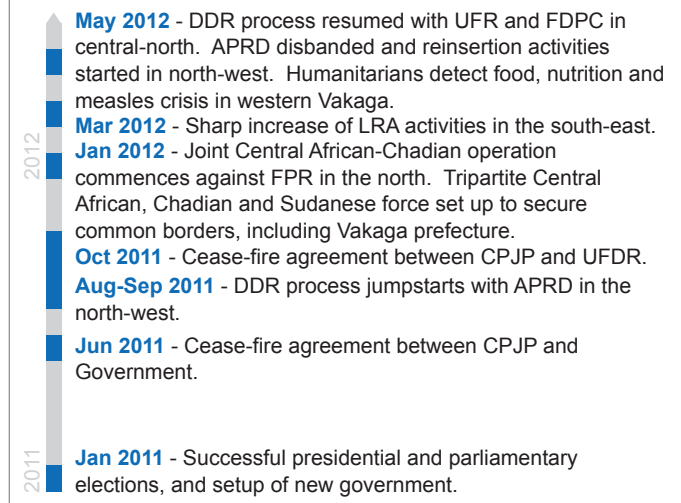 May 2012 - DDR process resumed with UFR and FDPC in
central-north. APRD disbanded and reinsertion activities
started in north-west. Humanitarians detect food, nutrition and
measles crisis in western Vakaga.
Mar 2012 - Sharp increase of LRA activities in the south-east.
2012
Jan 2012 - Joint Central African-Chadian operation
commences against FPR in the north. Tripartite Central
African, Chadian and Sudanese force set up to secure
common borders, including Vakaga prefecture.
Oct 2011 - Cease-fire agreement between CPJP and UFDR.
Aug-Sep 2011 - DDR process jumpstarts with APRD in the
north-west.
Jun 2011 - Cease-fire agreement between CPJP and
Government.
2011
Jan 2011 - Successful presidential and parliamentary
elections, and setup of new government.